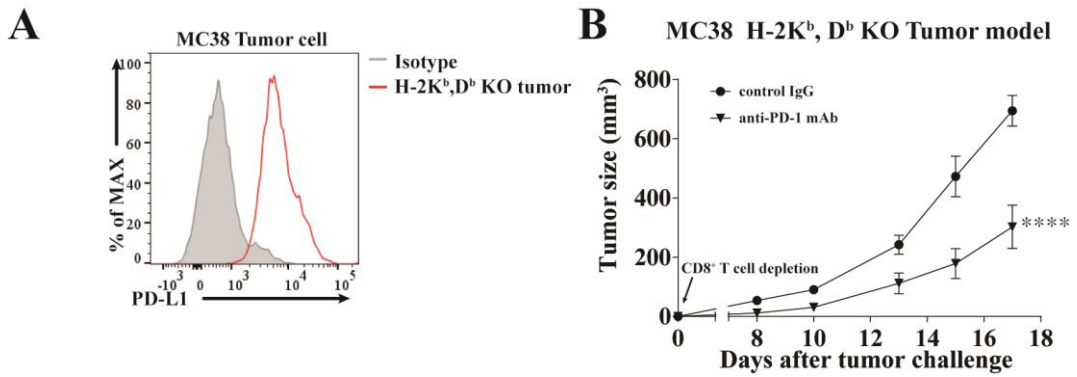 A
MC38 Tumor cell
% of MAX
100
80
60
40
20
0
-10³ 0 10³ 10⁴ 10⁵
PD-L1
Isotype
H-2Kᵇ,Dᵇ KO tumor
B
MC38 H-2Kᵇ, Dᵇ KO Tumor model
Tumor size (mm³)
800
600
400
200
0
control IgG
anti-PD-1 mAb
CD8⁺ T cell depletion
****
0 8 10 12 14 16 18
Days after tumor challenge